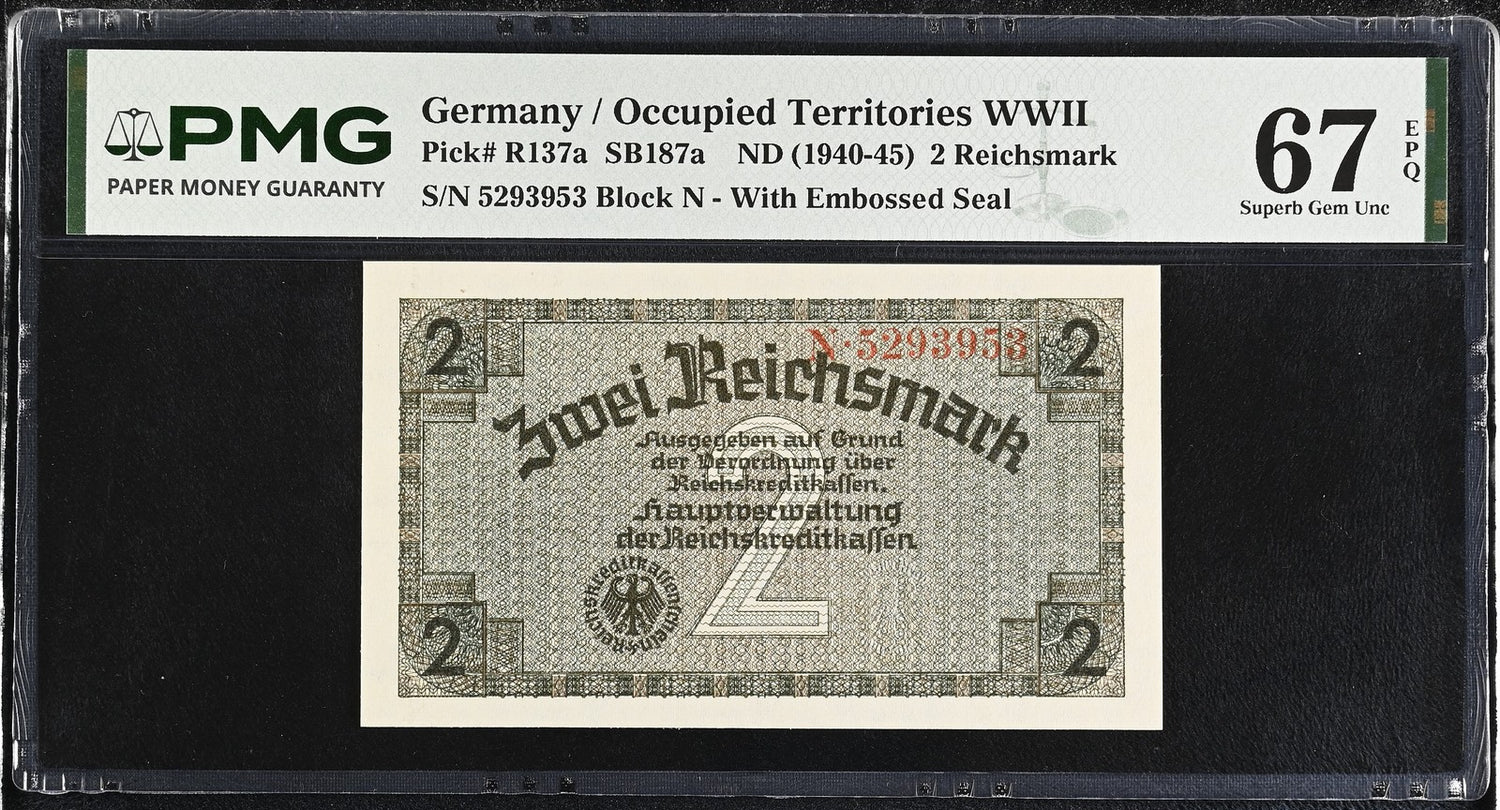 PMG
PAPER MONEY GUARANTY
Germany / Occupied Territories WWII
Pick# R137a SB187a ND (1940-45) 2 Reichsmark
S/N 5293953 Block N - With Embossed Seal
67
EPQ
Superb Gem Unc
2
N·5293953
2
Zwei Reichsmark
Ausgegeben auf Grund
der Verordnung über
Reichskreditkaſſen.
Hauptverwaltung
der Reichskreditkaſſen
2
Reichskreditkaſſenſchein
2
2